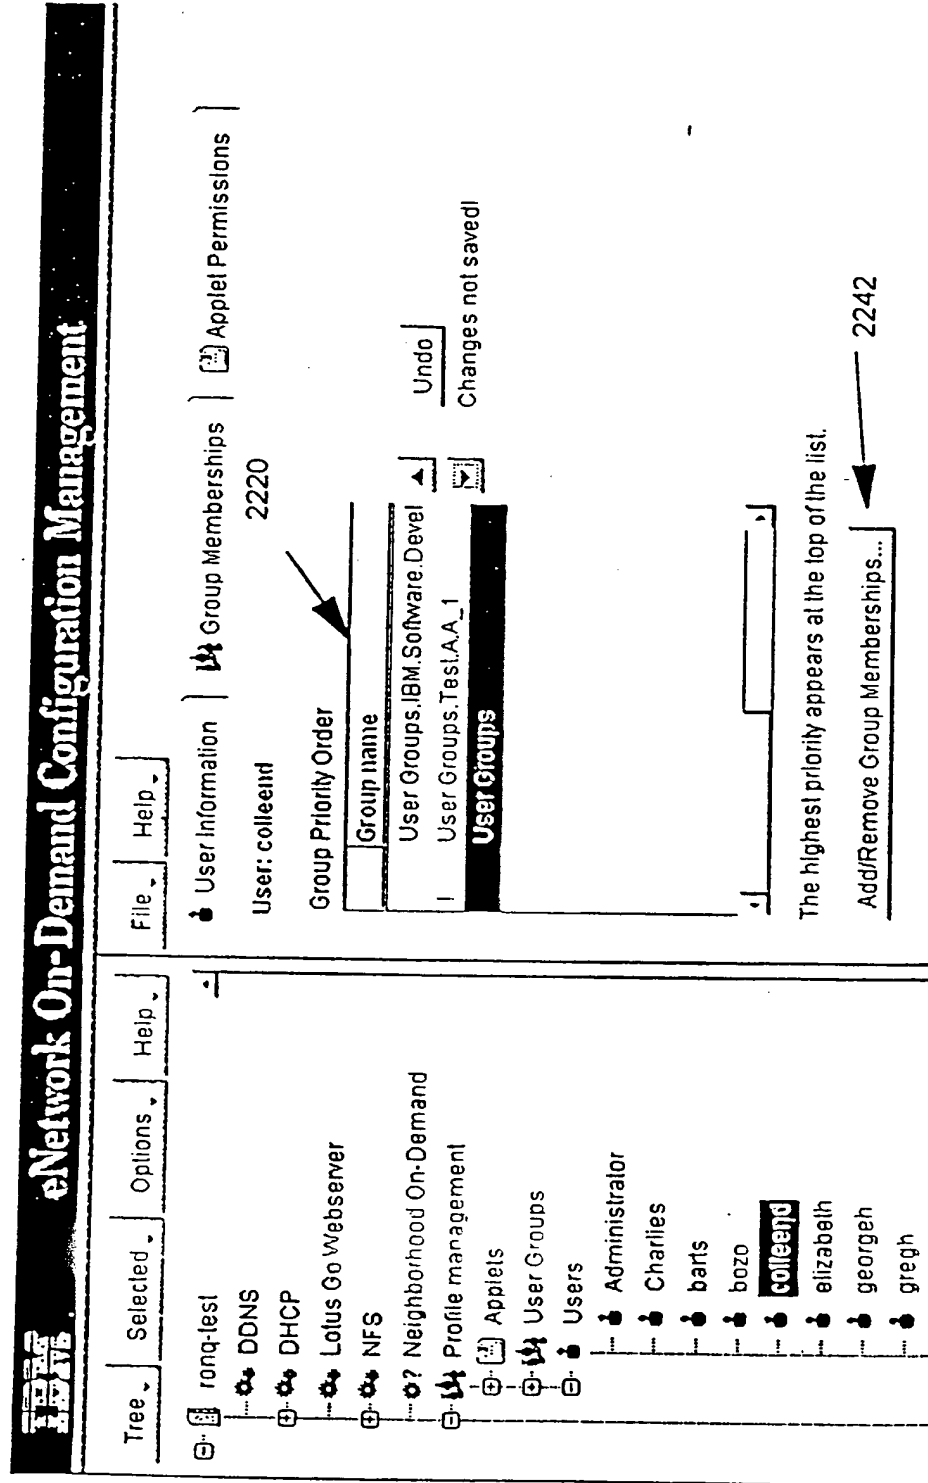 IBM
eNetwork On-Demand Configuration Management
Tree
Selected
Options
Help
File
Help
ronq-test
DDNS
DHCP
Lotus Go Webserver
NFS
Neighborhood On-Demand
Profile management
Applets
User Groups
Users
Administrator
Charlies
barts
bozo
colleend
elizabeth
georgeh
gregh
User Information
Group Memberships
Applet Permissions
User: colleend
2220
Group Priority Order
Group name
User Groups.IBM.Software.Devel
User Groups.Test.A.A_1
User Groups
Undo
Changes not saved!
The highest priority appears at the top of the list.
Add/Remove Group Memberships...
2242